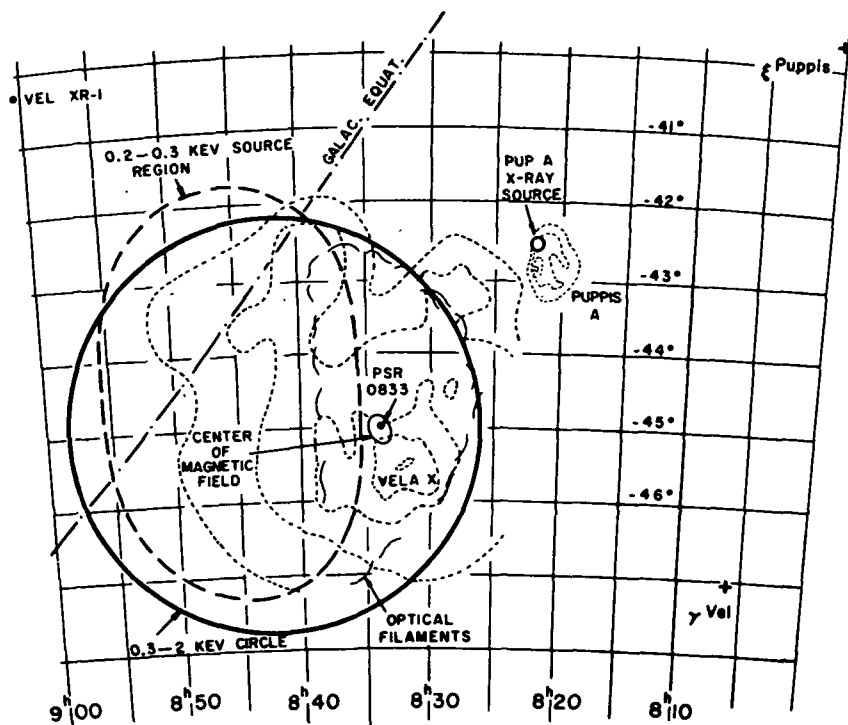 ξ Puppis
VEL XR-1
GALAC. EQUAT.
-41°
0.2–0.3 KEV SOURCE
REGION
PUP A
X-RAY
SOURCE
-42°
-43°
PUPPIS
A
-44°
PSR
0833
-45°
CENTER
OF
MAGNETIC
FIELD
VELA X
-46°
γ Vel
OPTICAL
FILAMENTS
0.3–2 KEV CIRCLE
9h00 8h50 8h40 8h30 8h20 8h10